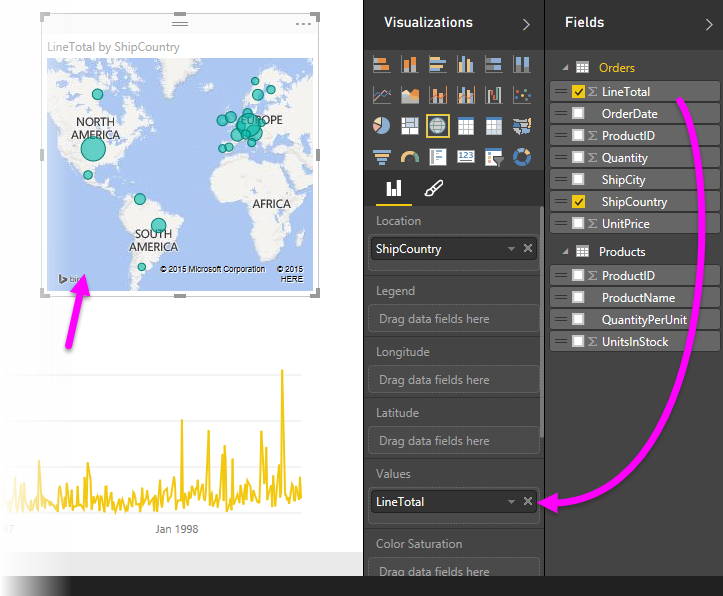 LineTotal by ShipCountry
NORTH
AMERICA
EUROPE
AFRICA
SOUTH
AMERICA
© 2015 Microsoft Corporation © 2015
HERE
Jan 1998
Visualizations
123
Location
ShipCountry
Legend
Drag data fields here
Longitude
Drag data fields here
Latitude
Drag data fields here
Values
LineTotal
Color Saturation
Drag data fields here
Fields
Orders
LineTotal
OrderDate
ProductID
Quantity
ShipCity
ShipCountry
UnitPrice
Products
ProductID
ProductName
QuantityPerUnit
UnitsInStock